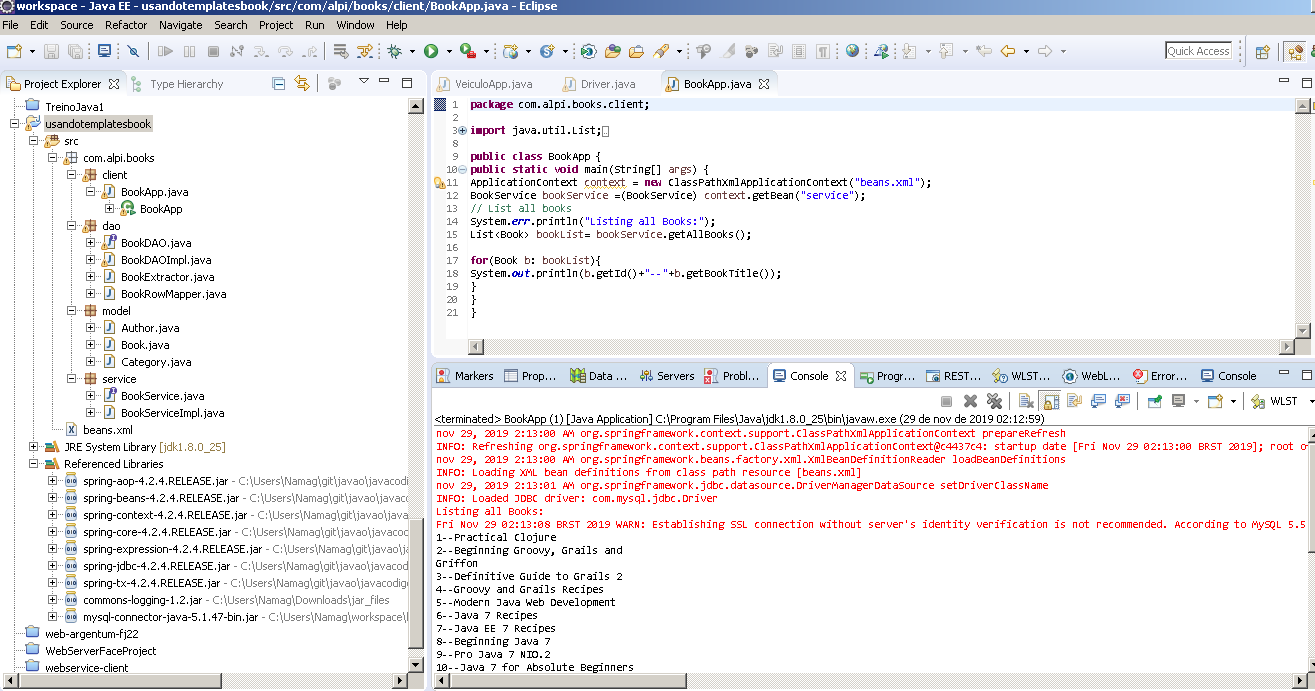 workspace - Java EE - usandotemplatesbook/src/com/alpi/books/client/BookApp.java - Eclipse
File Edit Source Refactor Navigate Search Project Run Window Help
Quick Access
Project Explorer Type Hierarchy
TreinoJava1
usandotemplatesbook
src
com.alpi.books
client
BookApp.java
BookApp
dao
BookDAO.java
BookDAOImpl.java
BookExtractor.java
BookRowMapper.java
model
Author.java
Book.java
Category.java
service
BookService.java
BookServiceImpl.java
beans.xml
JRE System Library [jdk1.8.0_25]
Referenced Libraries
spring-aop-4.2.4.RELEASE.jar - C:\Users\Namag\git\javao\javacodi
spring-beans-4.2.4.RELEASE.jar - C:\Users\Namag\git\javao\javac
spring-context-4.2.4.RELEASE.jar - C:\Users\Namag\git\javao\jav
spring-core-4.2.4.RELEASE.jar - C:\Users\Namag\git\javao\javaco
spring-expression-4.2.4.RELEASE.jar - C:\Users\Namag\git\javao\
spring-jdbc-4.2.4.RELEASE.jar - C:\Users\Namag\git\javao\javaco
spring-tx-4.2.4.RELEASE.jar - C:\Users\Namag\git\javao\javacodig
commons-logging-1.2.jar - C:\Users\Namag\Downloads\jar_files
mysql-connector-java-5.1.47-bin.jar - C:\Users\Namag\workspace\
web-argentum-fj22
WebServerFaceProject
webservice-client
VeiculoApp.java Driver.java BookApp.java
1 package com.alpi.books.client;
2
3 import java.util.List;
8
9 public class BookApp {
10 public static void main(String[] args) {
11 ApplicationContext context = new ClassPathXmlApplicationContext("beans.xml");
12 BookService bookService =(BookService) context.getBean("service");
13 // List all books
14 System.err.println("Listing all Books:");
15 List<Book> bookList= bookService.getAllBooks();
16
17 for(Book b: bookList){
18 System.out.println(b.getId()+"--"+b.getBookTitle());
19 }
20 }
21 }
Markers Prop... Data ... Servers Probl... Console Progr... REST... WLST... WebL... Error... Console
WLST
<terminated> BookApp (1) [Java Application] C:\Program Files\Java\jdk1.8.0_25\bin\javaw.exe (29 de nov de 2019 02:12:59)
nov 29, 2019 2:13:00 AM org.springframework.context.support.ClassPathXmlApplicationContext prepareRefresh
INFO: Refreshing org.springframework.context.support.ClassPathXmlApplicationContext@c4437c4: startup date [Fri Nov 29 02:13:00 BRST 2019]; root o
nov 29, 2019 2:13:00 AM org.springframework.beans.factory.xml.XmlBeanDefinitionReader loadBeanDefinitions
INFO: Loading XML bean definitions from class path resource [beans.xml]
nov 29, 2019 2:13:01 AM org.springframework.jdbc.datasource.DriverManagerDataSource setDriverClassName
INFO: Loaded JDBC driver: com.mysql.jdbc.Driver
Listing all Books:
Fri Nov 29 02:13:08 BRST 2019 WARN: Establishing SSL connection without server's identity verification is not recommended. According to MySQL 5.5
1--Practical Clojure
2--Beginning Groovy, Grails and
Griffon
3--Definitive Guide to Grails 2
4--Groovy and Grails Recipes
5--Modern Java Web Development
6--Java 7 Recipes
7--Java EE 7 Recipes
8--Beginning Java 7
9--Pro Java 7 NIO.2
10--Java 7 for Absolute Beginners